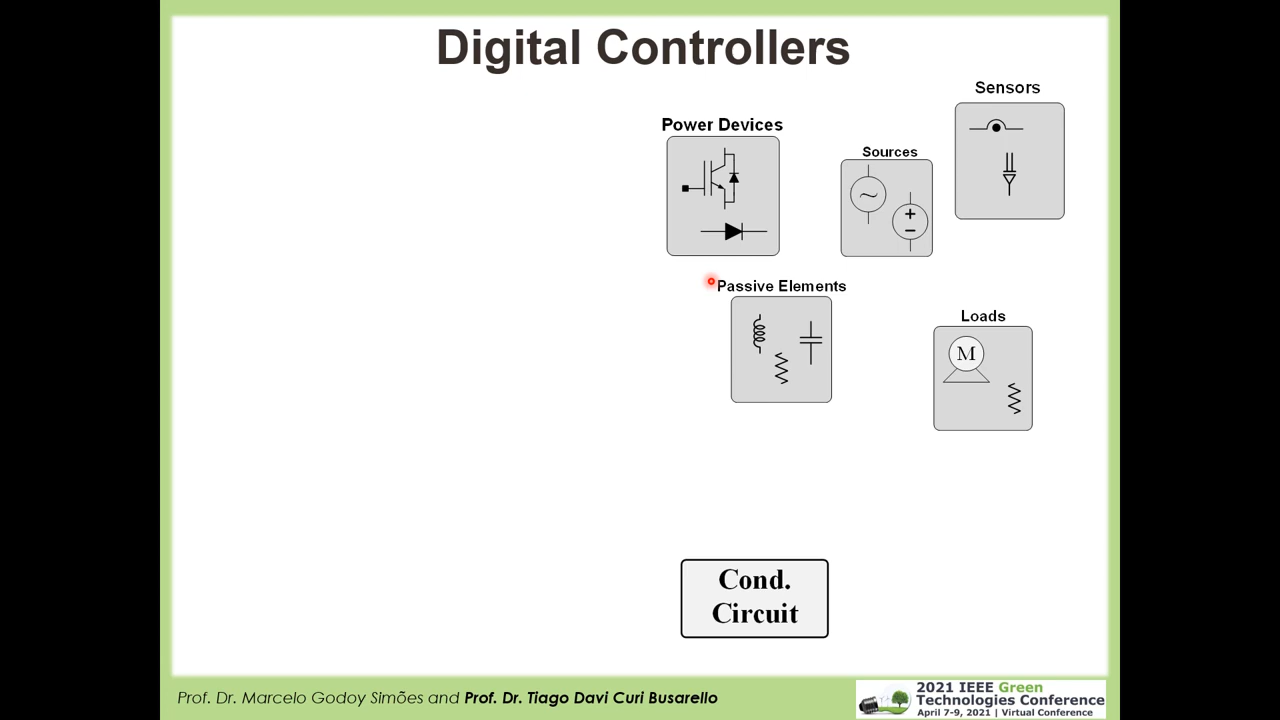 Digital Controllers
Sensors
Power Devices
Sources
Passive Elements
Loads
M
Cond.
Circuit
Prof. Dr. Marcelo Godoy Simões and Prof. Dr. Tiago Davi Curi Busarello
2021 IEEE Green
Technologies Conference
April 7-9, 2021 | Virtual Conference